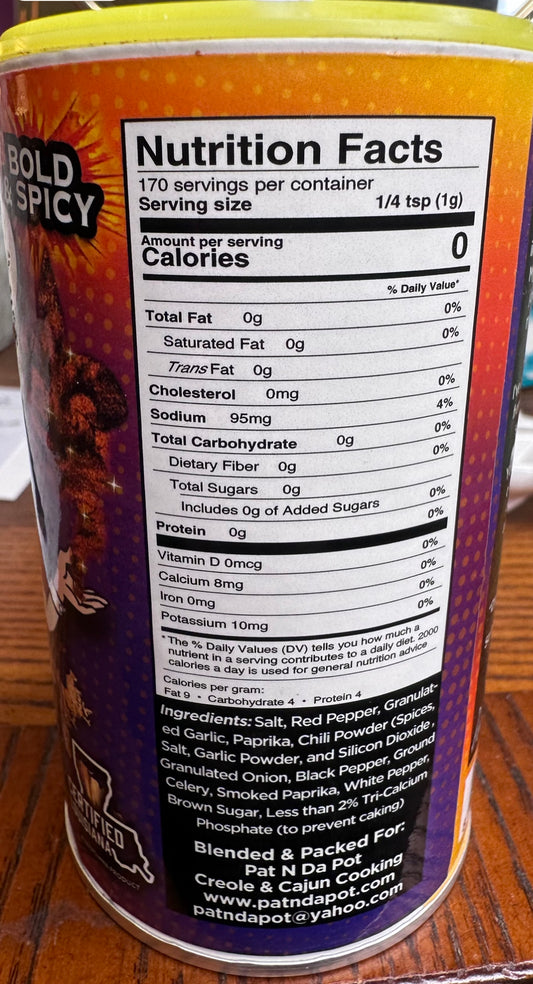 BOLD
& SPICY
Nutrition Facts
170 servings per container
Serving size 1/4 tsp (1g)
Amount per serving
Calories 0
% Daily Value*
Total Fat 0g 0%
Saturated Fat 0g 0%
Trans Fat 0g
Cholesterol 0mg 0%
Sodium 95mg 4%
Total Carbohydrate 0g 0%
Dietary Fiber 0g 0%
Total Sugars 0g
Includes 0g of Added Sugars 0%
Protein 0g 0%
Vitamin D 0mcg 0%
Calcium 8mg 0%
Iron 0mg 0%
Potassium 10mg 0%
*The % Daily Values (DV) tells you how much a
nutrient in a serving contributes to a daily diet. 2000
calories a day is used for general nutrition advice
Calories per gram:
Fat 9 • Carbohydrate 4 • Protein 4
Ingredients: Salt, Red Pepper, Granulat-
ed Garlic, Paprika, Chili Powder (Spices,
Salt, Garlic Powder, and Silicon Dioxide,
Granulated Onion, Black Pepper, Ground
Celery, Smoked Paprika, White Pepper,
Brown Sugar, Less than 2% Tri-Calcium
Phosphate (to prevent caking)
Blended & Packed For:
Pat N Da Pot
Creole & Cajun Cooking
www.patndapot.com
patndapot@yahoo.com
CERTIFIED
PRODUCT